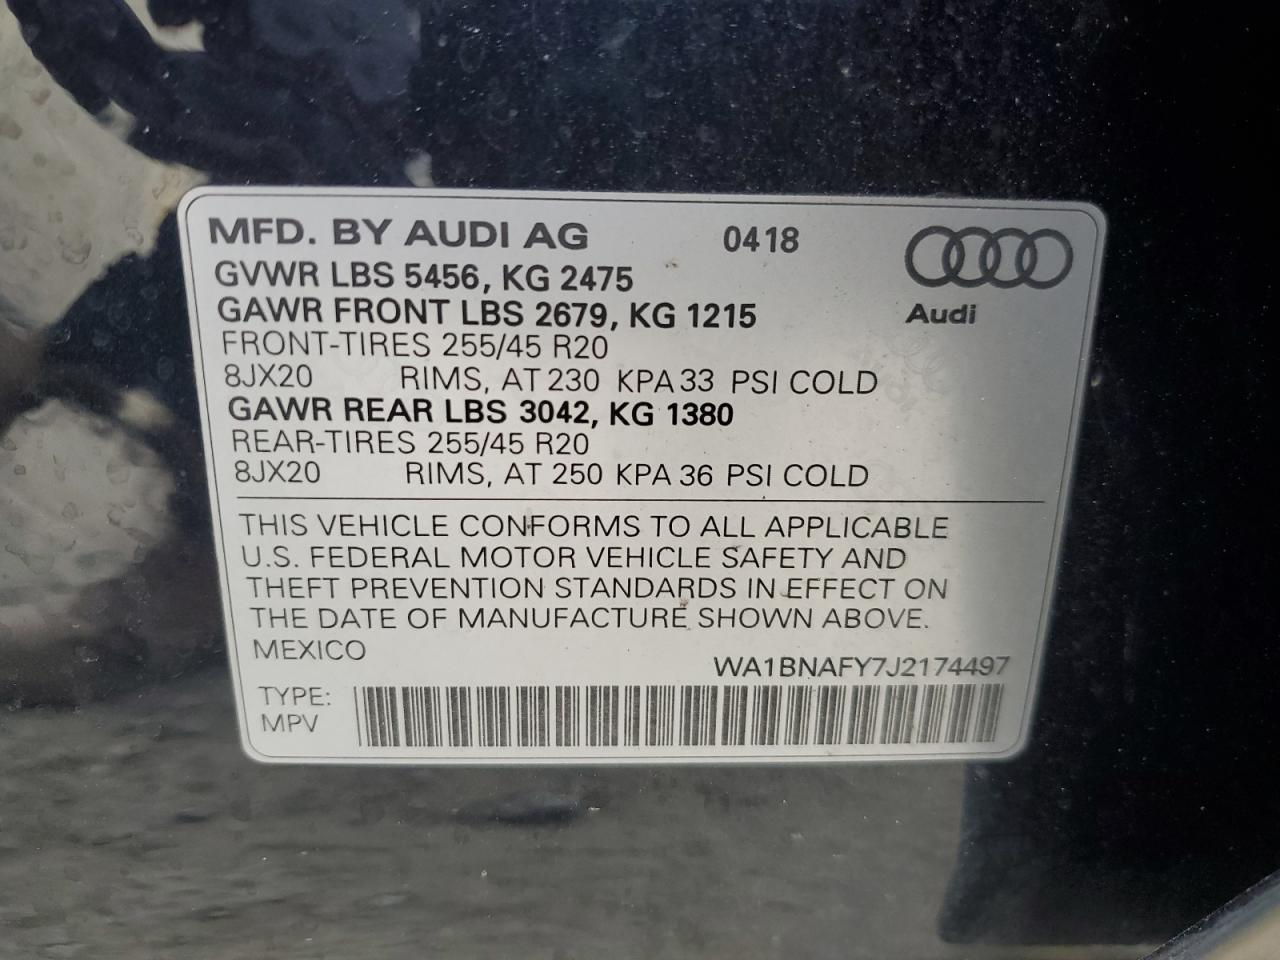 MFD. BY AUDI AG 0418
GVWR LBS 5456, KG 2475
GAWR FRONT LBS 2679, KG 1215
Audi
FRONT-TIRES 255/45 R20
8JX20 RIMS, AT 230 KPA 33 PSI COLD
GAWR REAR LBS 3042, KG 1380
REAR-TIRES 255/45 R20
8JX20 RIMS, AT 250 KPA 36 PSI COLD
THIS VEHICLE CONFORMS TO ALL APPLICABLE
U.S. FEDERAL MOTOR VEHICLE SAFETY AND
THEFT PREVENTION STANDARDS IN EFFECT ON
THE DATE OF MANUFACTURE SHOWN ABOVE.
MEXICO
WA1BNAFY7J2174497
TYPE:
MPV